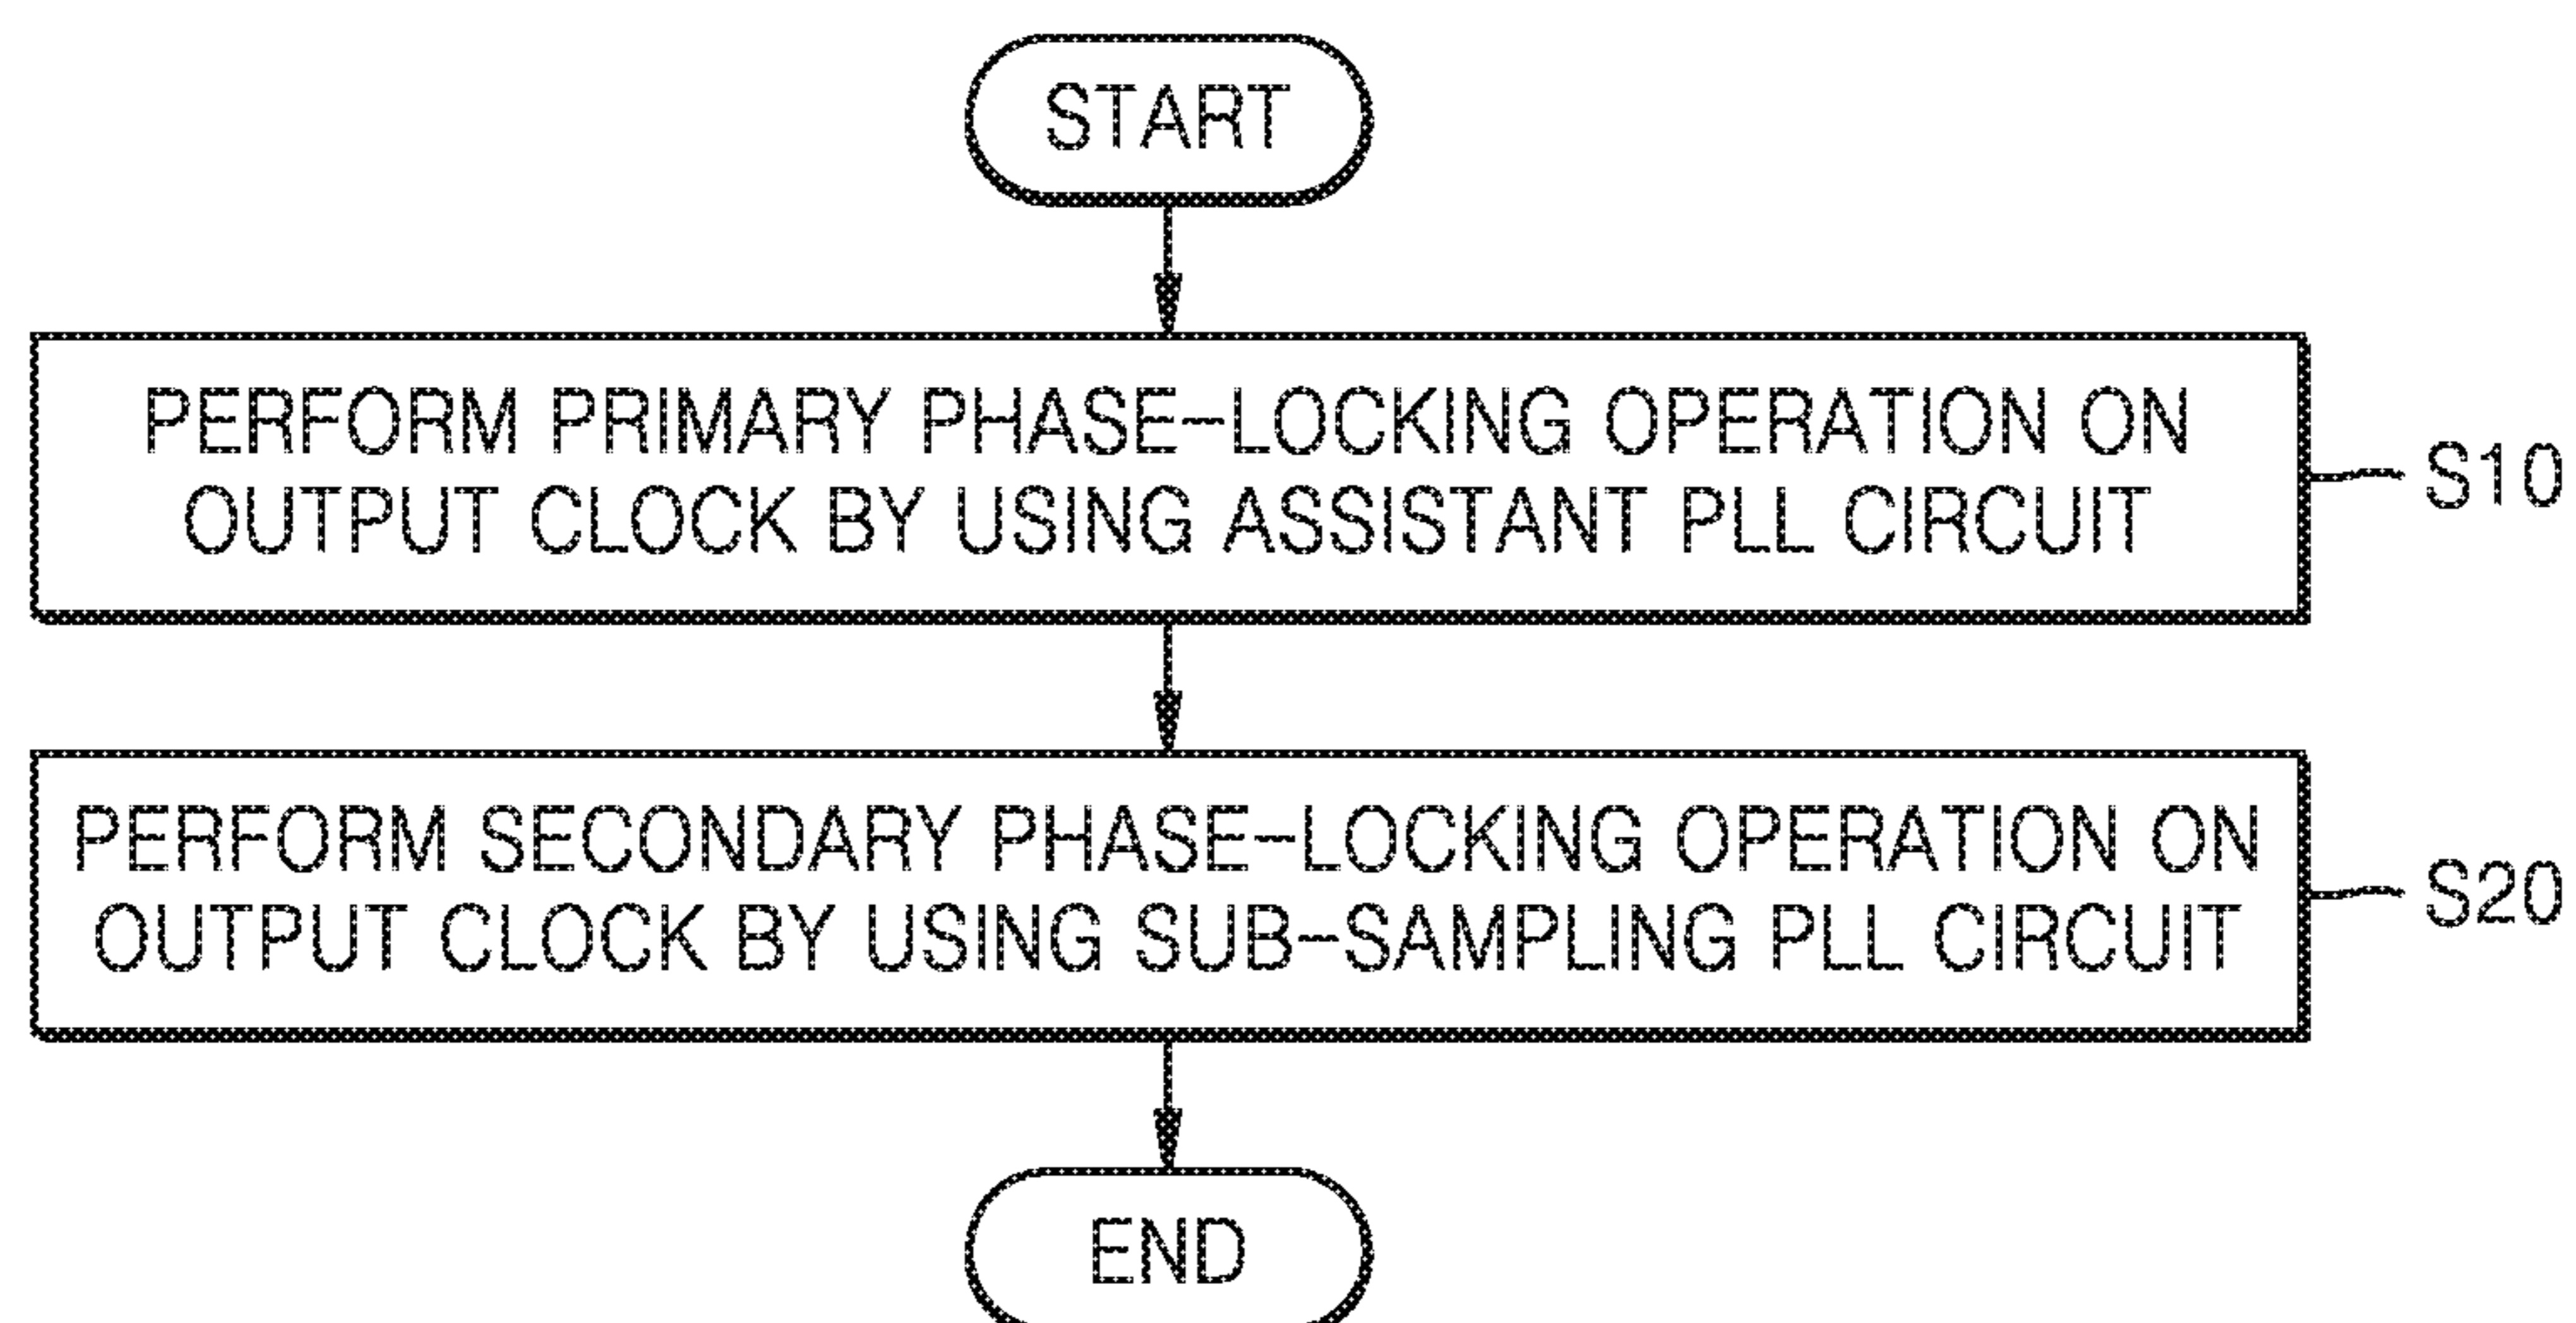 START
PERFORM PRIMARY PHASE-LOCKING OPERATION ON
OUTPUT CLOCK BY USING ASSISTANT PLL CIRCUIT
S10
PERFORM SECONDARY PHASE-LOCKING OPERATION ON
OUTPUT CLOCK BY USING SUB-SAMPLING PLL CIRCUIT
S20
END